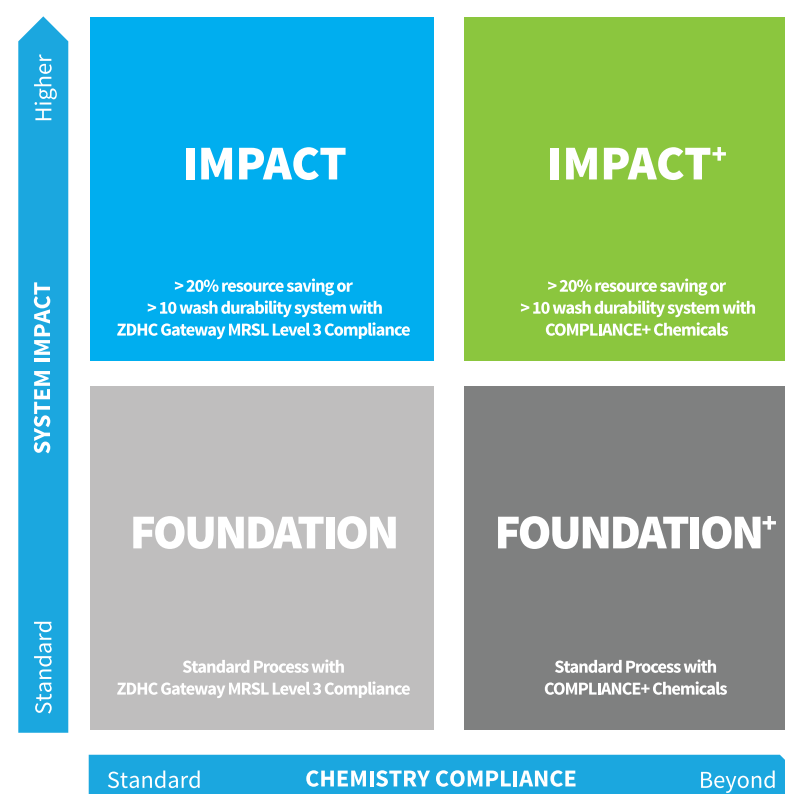 Higher
SYSTEM IMPACT
Standard
IMPACT
> 20% resource saving or
> 10 wash durability system with
ZDHC Gateway MRSL Level 3 Compliance
IMPACT+
> 20% resource saving or
> 10 wash durability system with
COMPLIANCE+ Chemicals
FOUNDATION
Standard Process with
ZDHC Gateway MRSL Level 3 Compliance
FOUNDATION+
Standard Process with
COMPLIANCE+ Chemicals
Standard
CHEMISTRY COMPLIANCE
Beyond